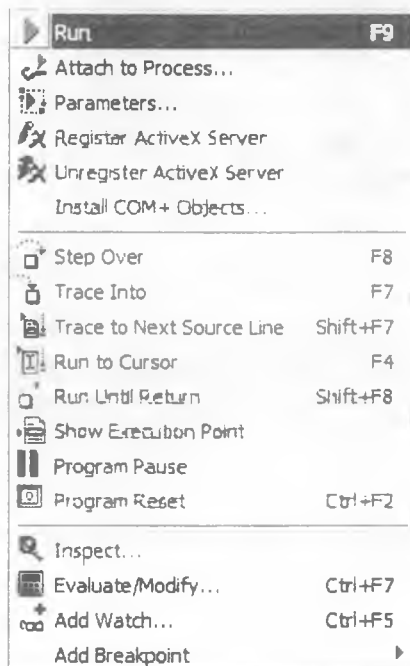 Run F9
Attach to Process...
Parameters...
Register ActiveX Server
Unregister ActiveX Server
Install COM+ Objects...
Step Over F8
Trace Into F7
Trace to Next Source Line Shift+F7
Run to Cursor F4
Run Until Return Shift+F8
Show Execution Point
Program Pause
Program Reset Ctrl+F2
Inspect...
Evaluate/Modify... Ctrl+F7
Add Watch... Ctrl+F5
Add Breakpoint